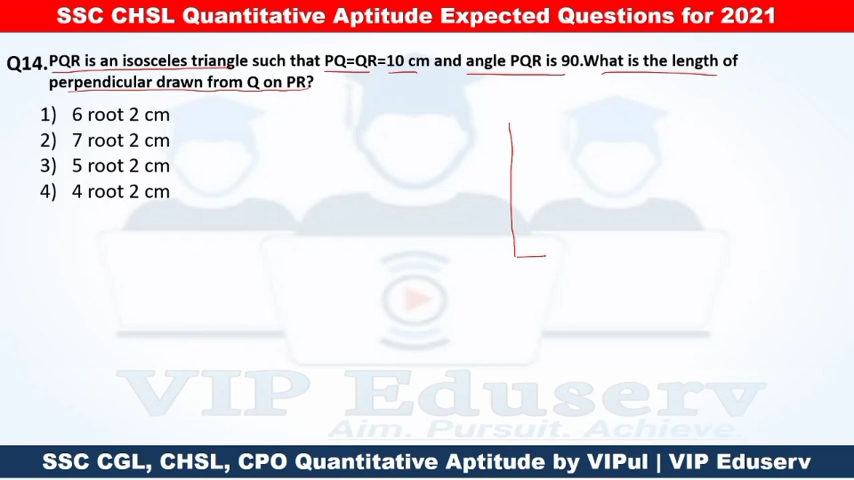 SSC CHSL Quantitative Aptitude Expected Questions for 2021
Q14.PQR is an isosceles triangle such that PQ=QR=10 cm and angle PQR is 90.What is the length of
perpendicular drawn from Q on PR?
1) 6 root 2 cm
2) 7 root 2 cm
3) 5 root 2 cm
4) 4 root 2 cm
VIP Eduserv
Aim. Pursuit. Achieve.
SSC CGL, CHSL, CPO Quantitative Aptitude by VIPul | VIP Eduserv